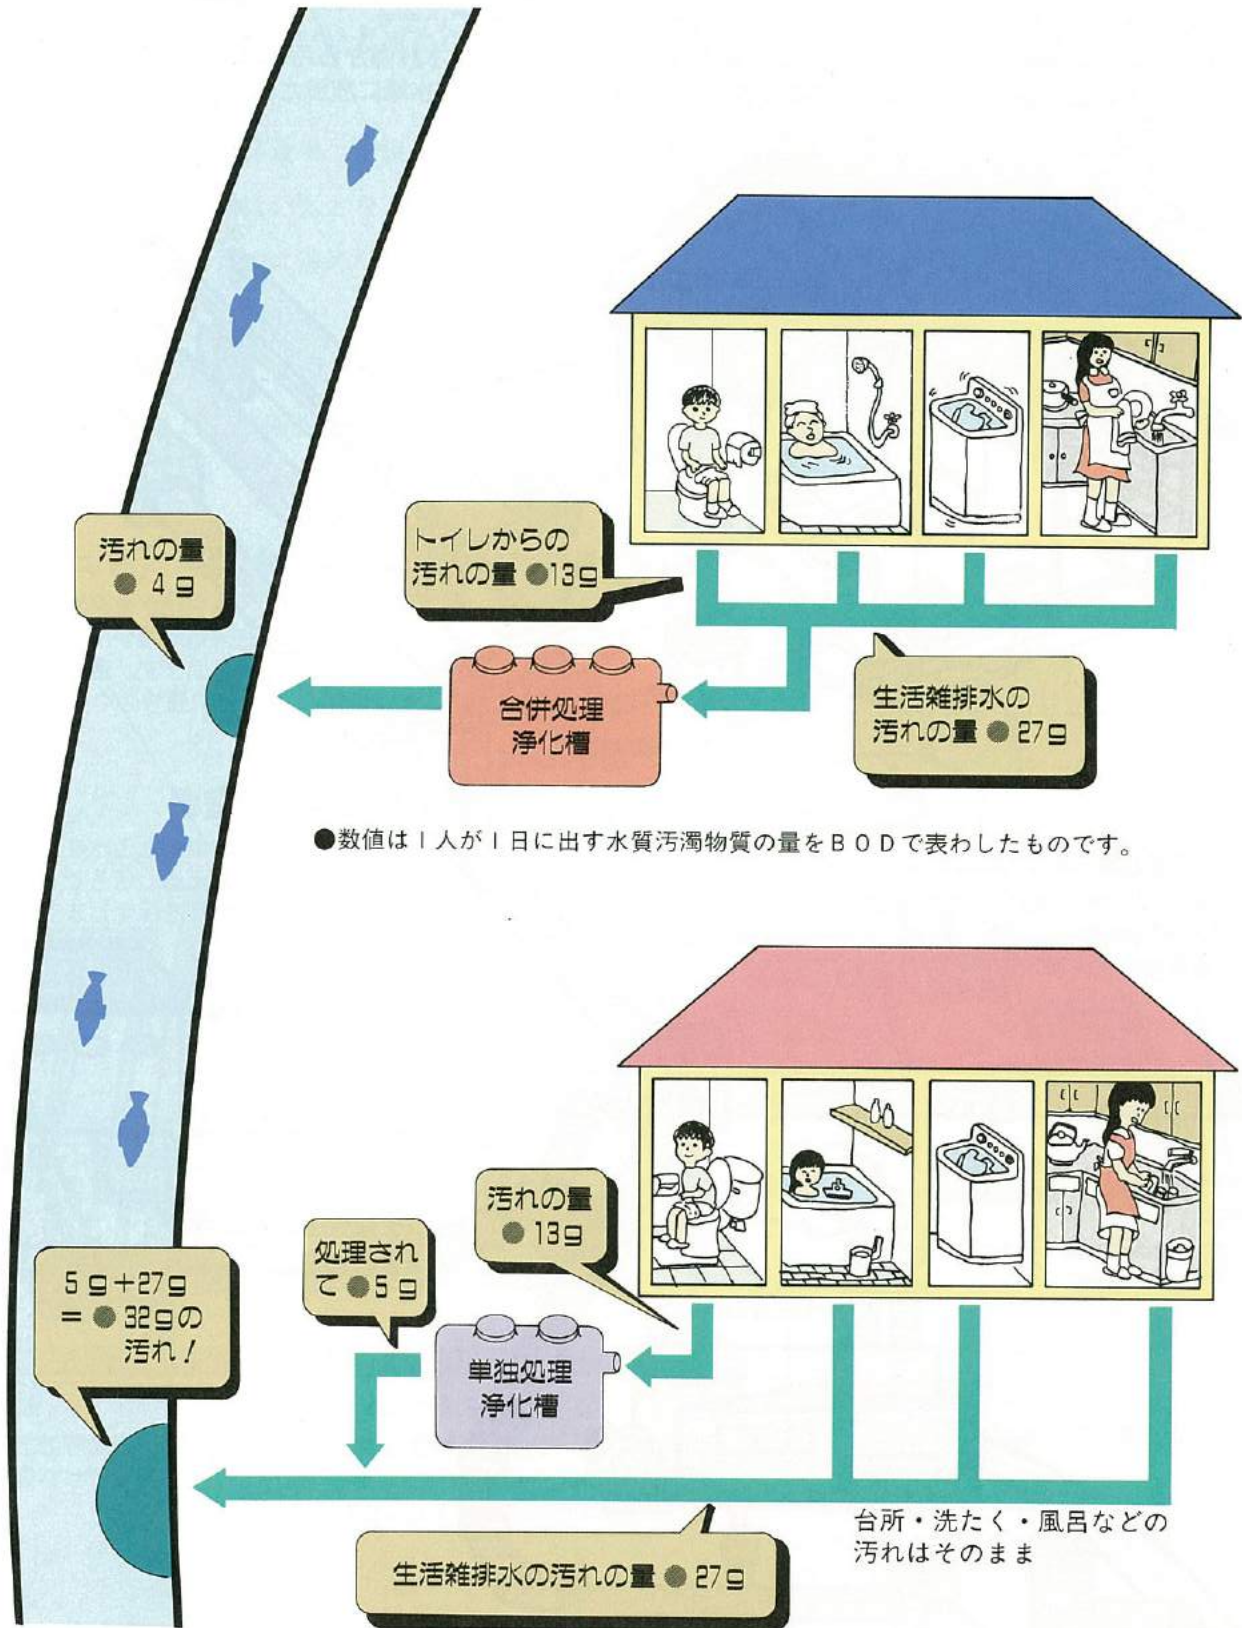 汚れの量
● 4g
トイレからの
汚れの量 ●13g
合併処理
浄化槽
生活雑排水の
汚れの量 ● 27g
●数値は1人が1日に出す水質汚濁物質の量をBODで表わしたものです。
汚れの量
● 13g
処理され
て ● 5g
5g+27g
= ● 32gの
汚れ!
単独処理
浄化槽
台所・洗たく・風呂などの
汚れはそのまま
生活雑排水の汚れの量 ● 27g